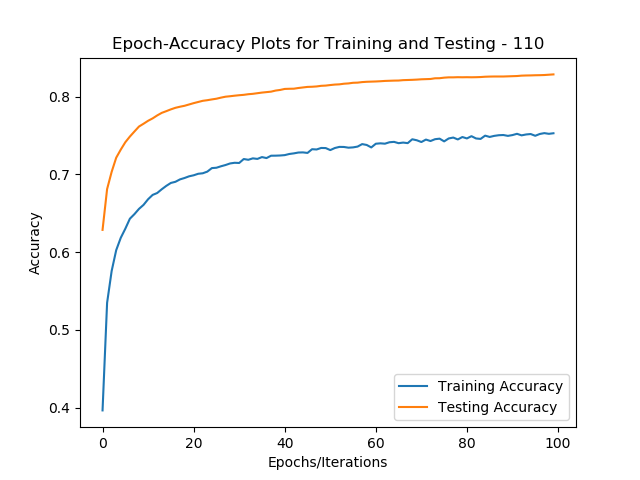 Epoch-Accuracy Plots for Training and Testing - 110
Accuracy
0.8
0.7
0.6
0.5
0.4
0 20 40 60 80 100
Epochs/Iterations
Training Accuracy
Testing Accuracy